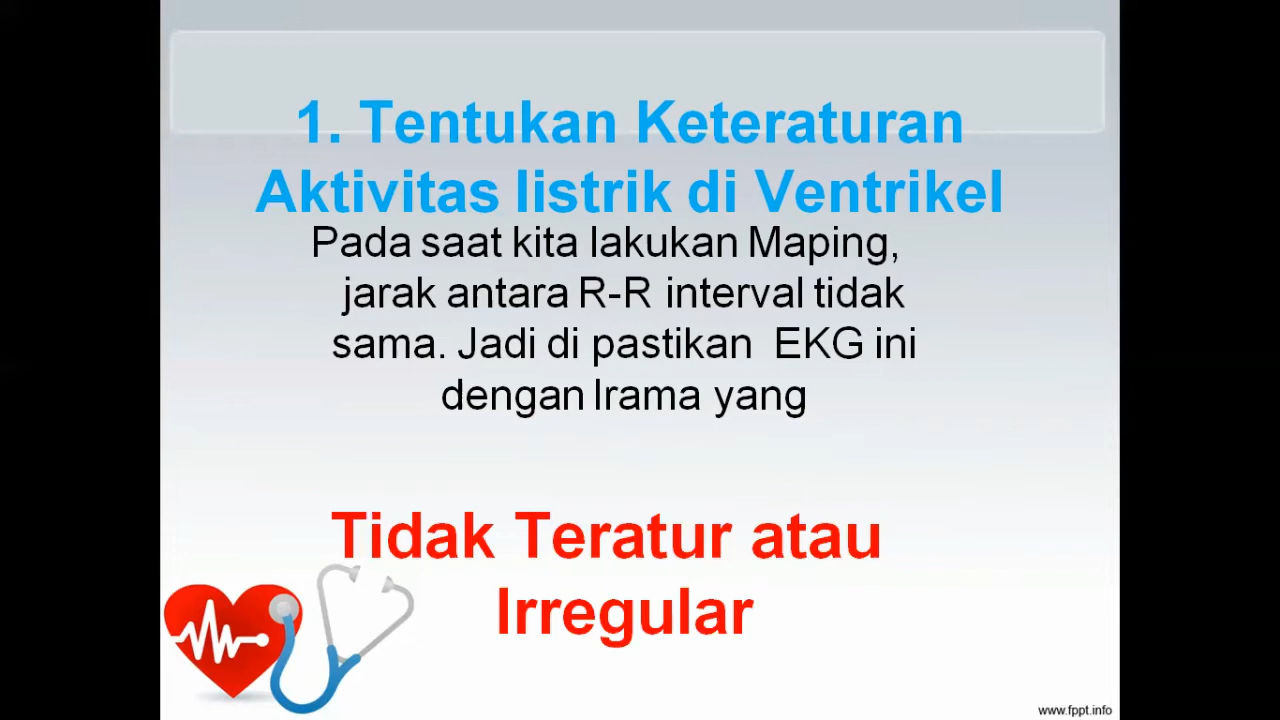 1. Tentukan Keteraturan
Aktivitas listrik di Ventrikel
Pada saat kita lakukan Maping,
jarak antara R-R interval tidak
sama. Jadi di pastikan EKG ini
dengan Irama yang
Tidak Teratur atau
Irregular
www.fppt.info